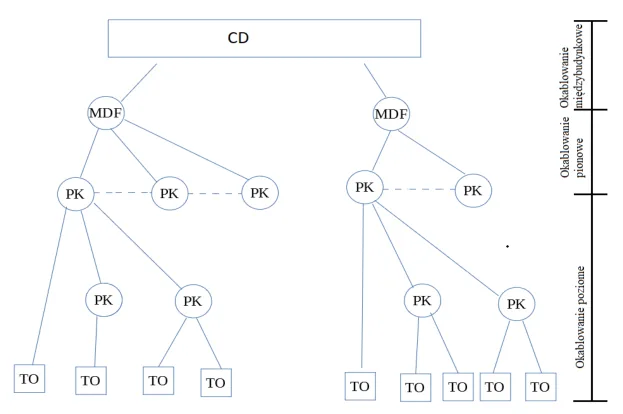 CD
MDF
MDF
PK
PK
PK
PK
PK
PK
PK
PK
PK
TO
TO
TO
TO
TO
TO
TO
TO
TO
Okablowanie
międzybudynkowe
Okablowanie
pionowe
Okablowanie poziome